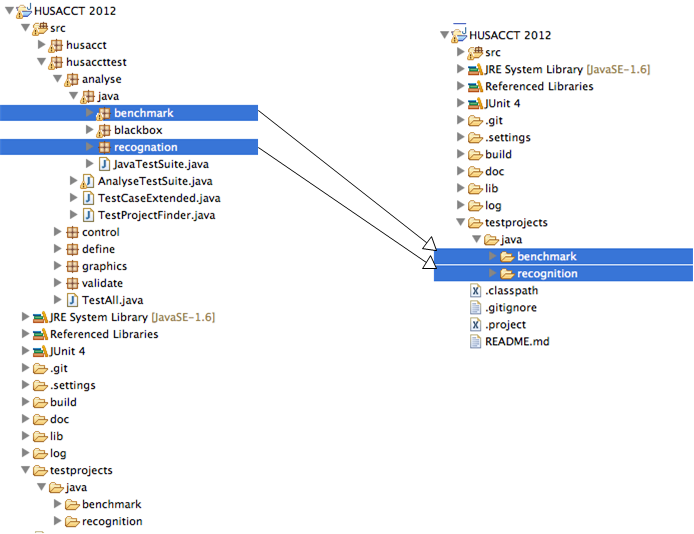 HUSACCT 2012
src
husacct
husaccttest
analyse
java
benchmark
blackbox
recognation
JavaTestSuite.java
AnalyseTestSuite.java
TestCaseExtended.java
TestProjectFinder.java
control
define
graphics
validate
TestAll.java
JRE System Library [JavaSE-1.6]
Referenced Libraries
JUnit 4
.git
.settings
build
doc
lib
log
testprojects
java
benchmark
recognition
HUSACCT 2012
src
JRE System Library [JavaSE-1.6]
Referenced Libraries
JUnit 4
.git
.settings
build
doc
lib
log
testprojects
java
benchmark
recognition
.classpath
.gitignore
.project
README.md